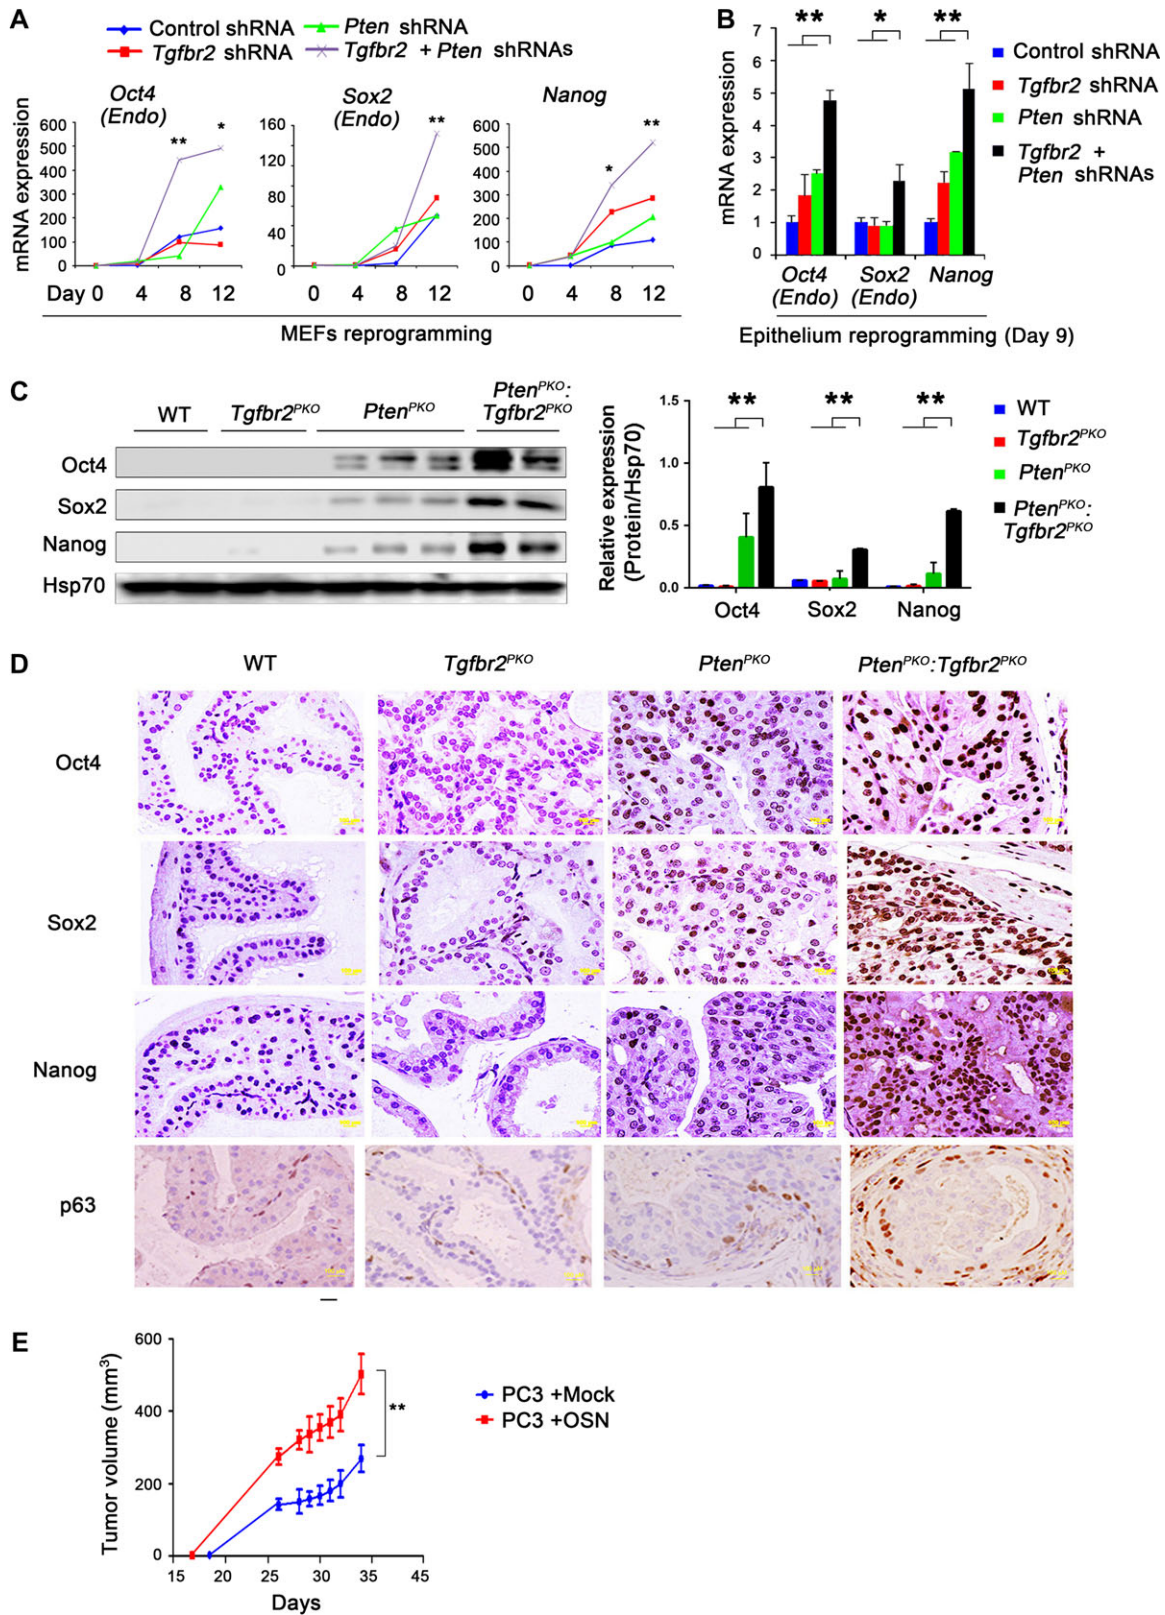 A
Control shRNA
Pten shRNA
Tgfbr2 shRNA
Tgfbr2 + Pten shRNAs
mRNA expression
Oct4
(Endo)
600
500
400
300
200
100
0
**
*
Sox2
(Endo)
160
120
80
40
0
**
Nanog
600
500
400
300
200
100
0
*
**
Day 0 4 8 12
0 4 8 12
0 4 8 12
MEFs reprogramming
B
mRNA expression
7
6
5
4
3
2
1
0
** * **
Control shRNA
Tgfbr2 shRNA
Pten shRNA
Tgfbr2 +
Pten shRNAs
Oct4
(Endo)
Sox2
(Endo)
Nanog
Epithelium reprogramming (Day 9)
C
WT
Tgfbr2PKO
PtenPKO
PtenPKO:
Tgfbr2PKO
Oct4
Sox2
Nanog
Hsp70
Relative expression
(Protein/Hsp70)
1.5
1.0
0.5
0.0
** ** **
WT
Tgfbr2PKO
PtenPKO
PtenPKO:
Tgfbr2PKO
Oct4 Sox2 Nanog
D
WT Tgfbr2PKO PtenPKO PtenPKO:Tgfbr2PKO
Oct4
Sox2
Nanog
p63
E
Tumor volume (mm3)
600
400
200
0
**
PC3 +Mock
PC3 +OSN
15 20 25 30 35 45
Days